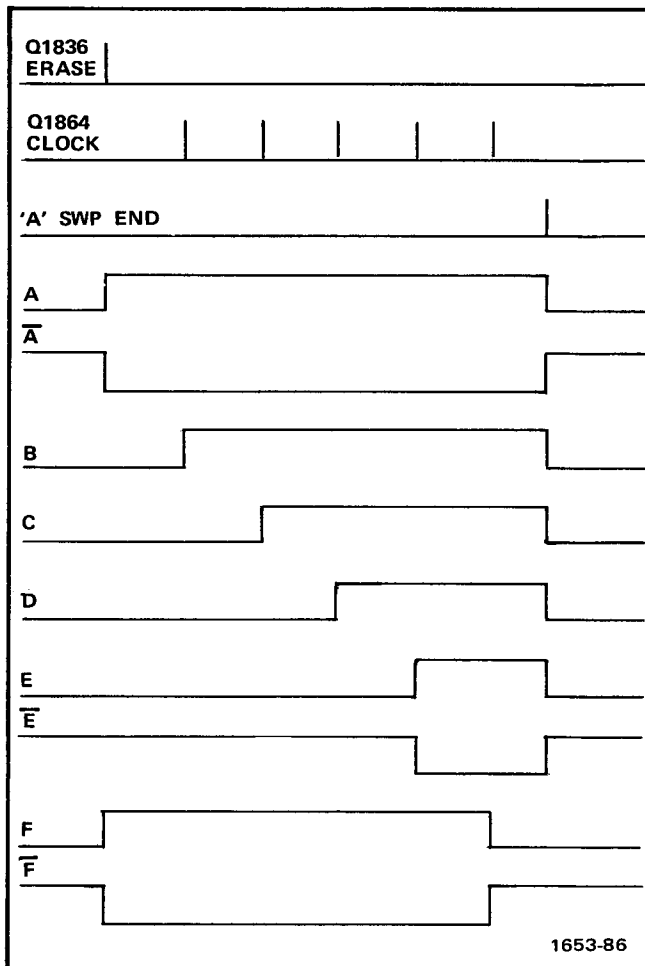 Q1836
ERASE
Q1864
CLOCK
'A' SWP END
A
A̅
B
C
D
E
E̅
F
F̅
1653-86